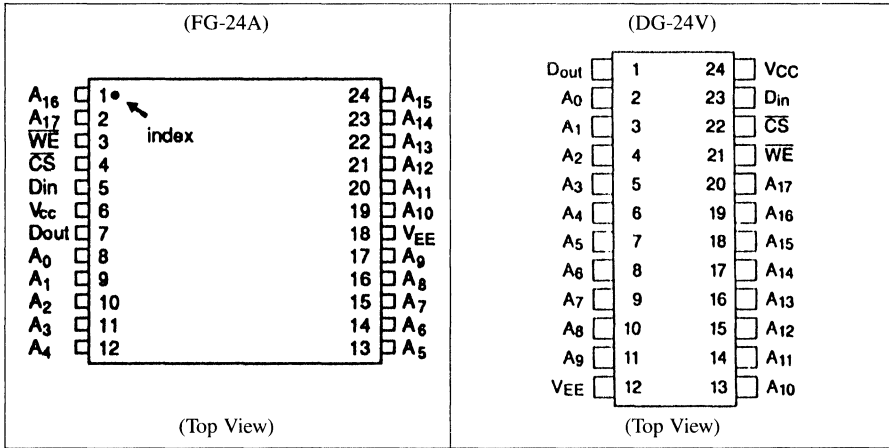 (FG-24A)
A16 1 24 A15
index
A17 2 23 A14
W̅E̅ 3 22 A13
C̅S̅ 4 21 A12
Din 5 20 A11
Vcc 6 19 A10
Dout 7 18 VEE
A0 8 17 A9
A1 9 16 A8
A2 10 15 A7
A3 11 14 A6
A4 12 13 A5
(Top View)
(DG-24V)
Dout 1 24 VCC
A0 2 23 Din
A1 3 22 C̅S̅
A2 4 21 W̅E̅
A3 5 20 A17
A4 6 19 A16
A5 7 18 A15
A6 8 17 A14
A7 9 16 A13
A8 10 15 A12
A9 11 14 A11
VEE 12 13 A10
(Top View)